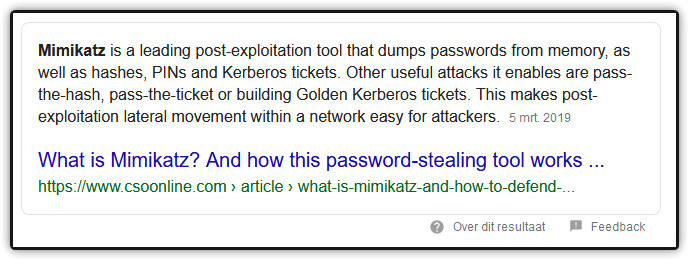 Mimikatz is a leading post-exploitation tool that dumps passwords from memory, as
well as hashes, PINs and Kerberos tickets. Other useful attacks it enables are pass-
the-hash, pass-the-ticket or building Golden Kerberos tickets. This makes post-
exploitation lateral movement within a network easy for attackers. 5 mrt. 2019
What is Mimikatz? And how this password-stealing tool works ...
https://www.csoonline.com › article › what-is-mimikatz-and-how-to-defend-...
Over dit resultaat Feedback